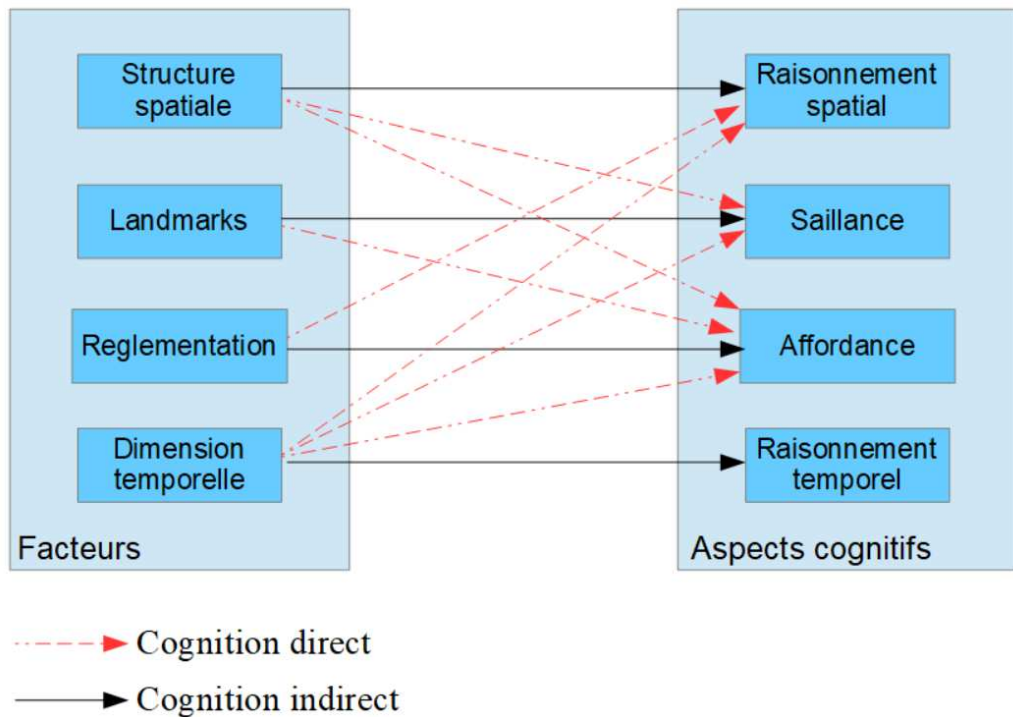 Structure
spatiale
Landmarks
Reglementation
Dimension
temporelle
Facteurs
Raisonnement
spatial
Saillance
Affordance
Raisonnement
temporel
Aspects cognitifs
Cognition direct
Cognition indirect